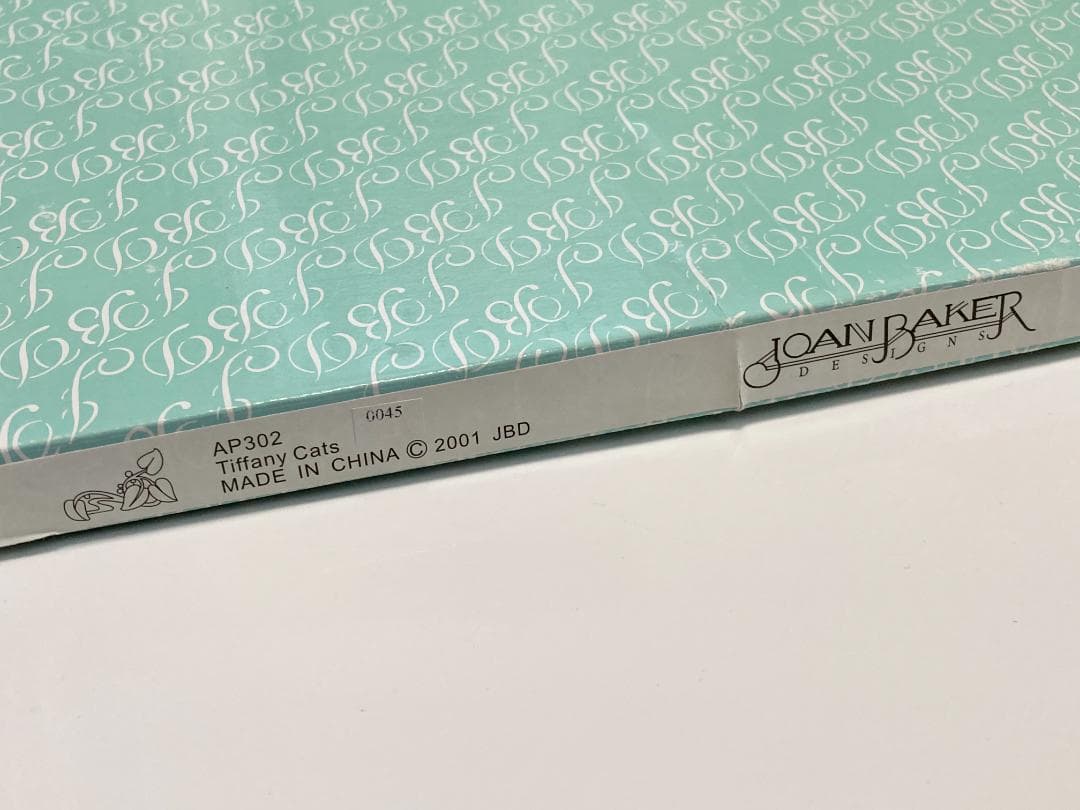 AP302
Tiffany Cats
MADE IN CHINA © 2001 JBD
0045
JOAN BAKER
DESIGNS